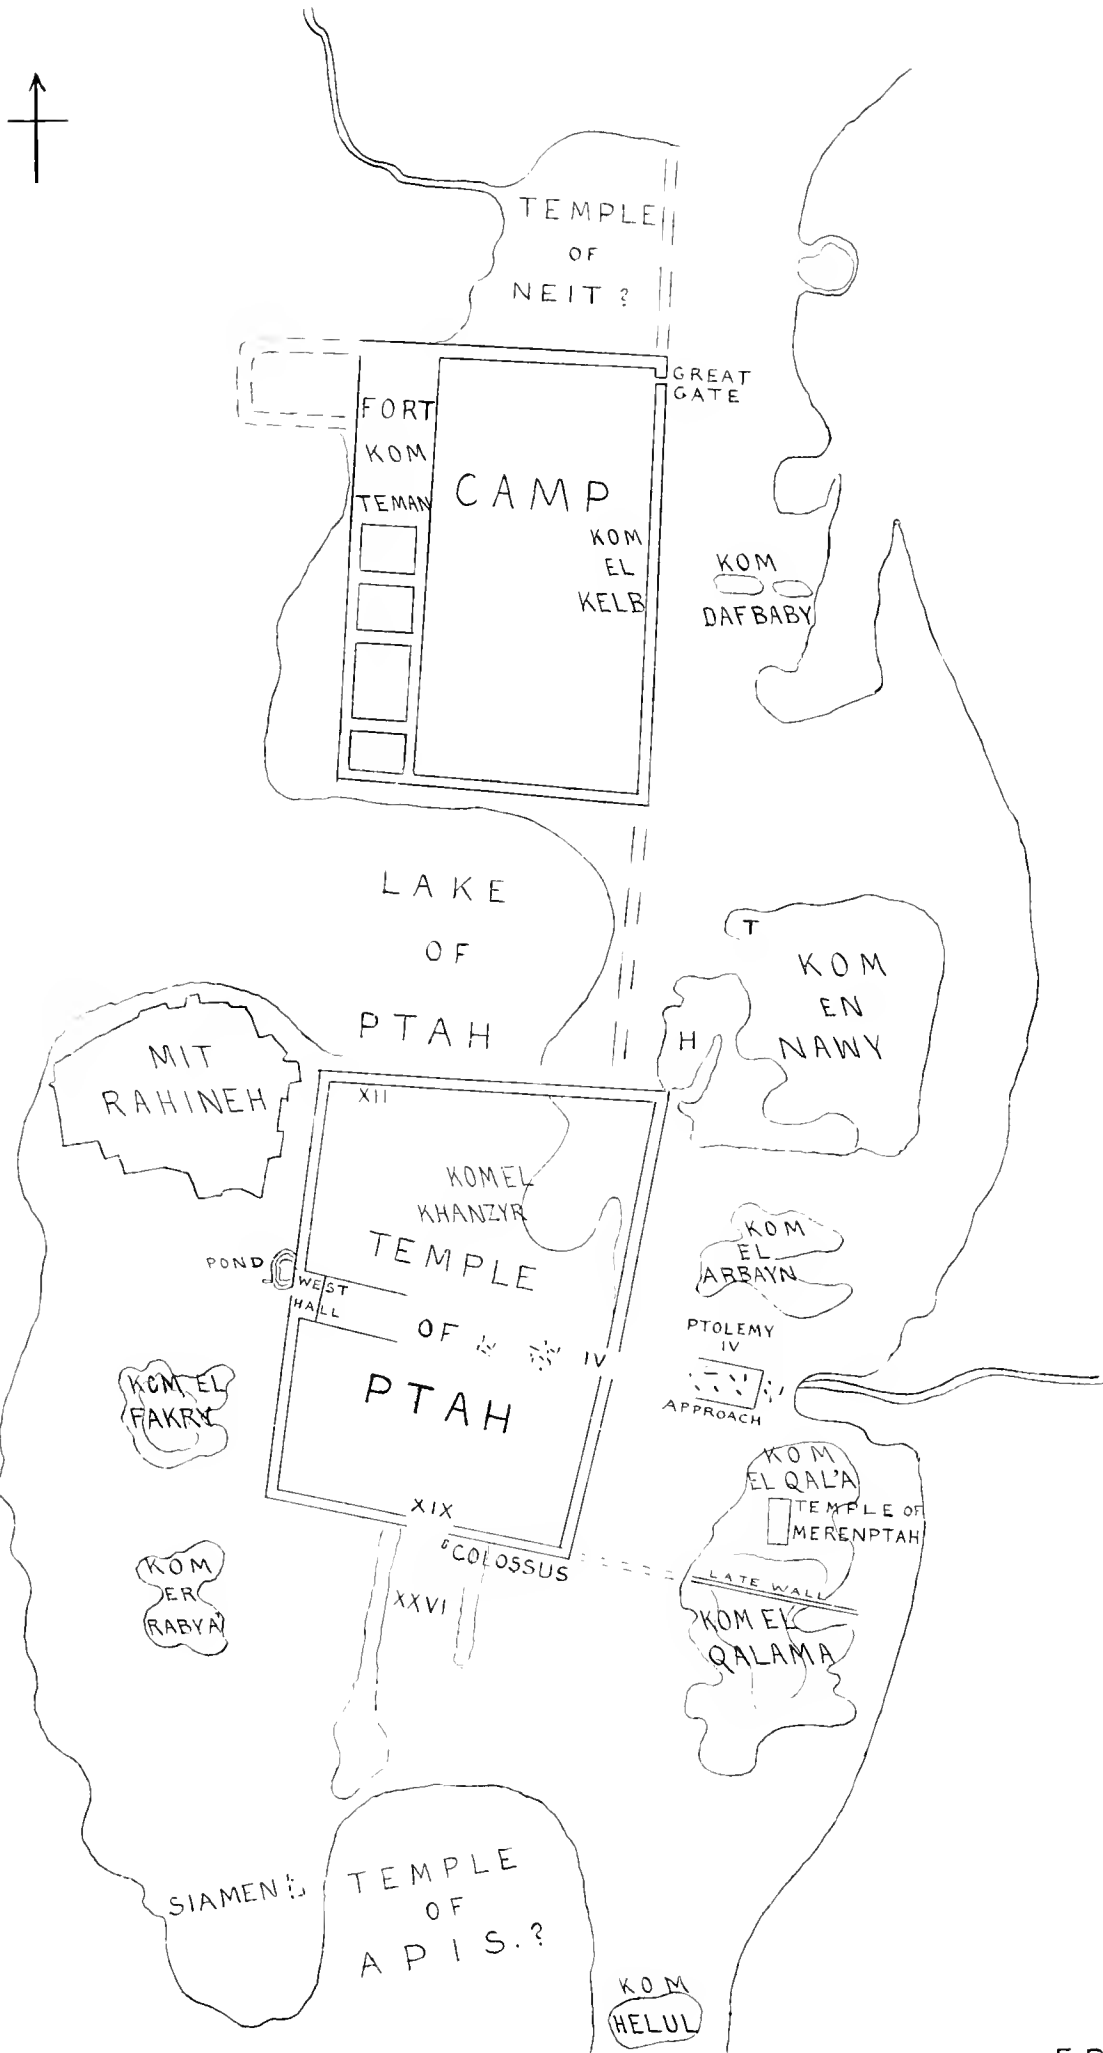 TEMPLE
OF
NEIT ?
GREAT
GATE
FORT
KOM
TEMAN
CAMP
KOM
EL
KELB
KOM
DAFBABY
LAKE
OF
PTAH
T
KOM
EN
NAWY
H
MIT
RAHINEH
XII
KOM EL
KHANZYR
TEMPLE
OF
PTAH
POND
WEST
HALL
IV
KOM
EL
ARBAYN
PTOLEMY
IV
APPROACH
KOM EL
FAKRY
KOM
EL QAL'A
TEMPLE OF
MERENPTAH
XIX
COLOSSUS
LATE WALL
KOM
ER
RABYA
XXVI
KOM EL
QALAMA
SIAMEN
TEMPLE
OF
APIS.?
KOM
HELUL